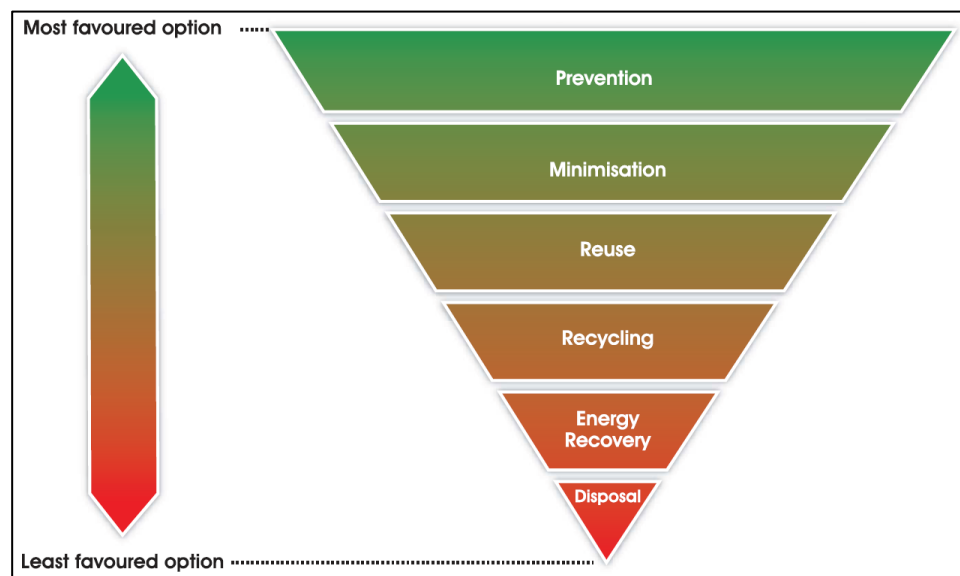 Most favoured option
Prevention
Minimisation
Reuse
Recycling
Energy
Recovery
Disposal
Least favoured option